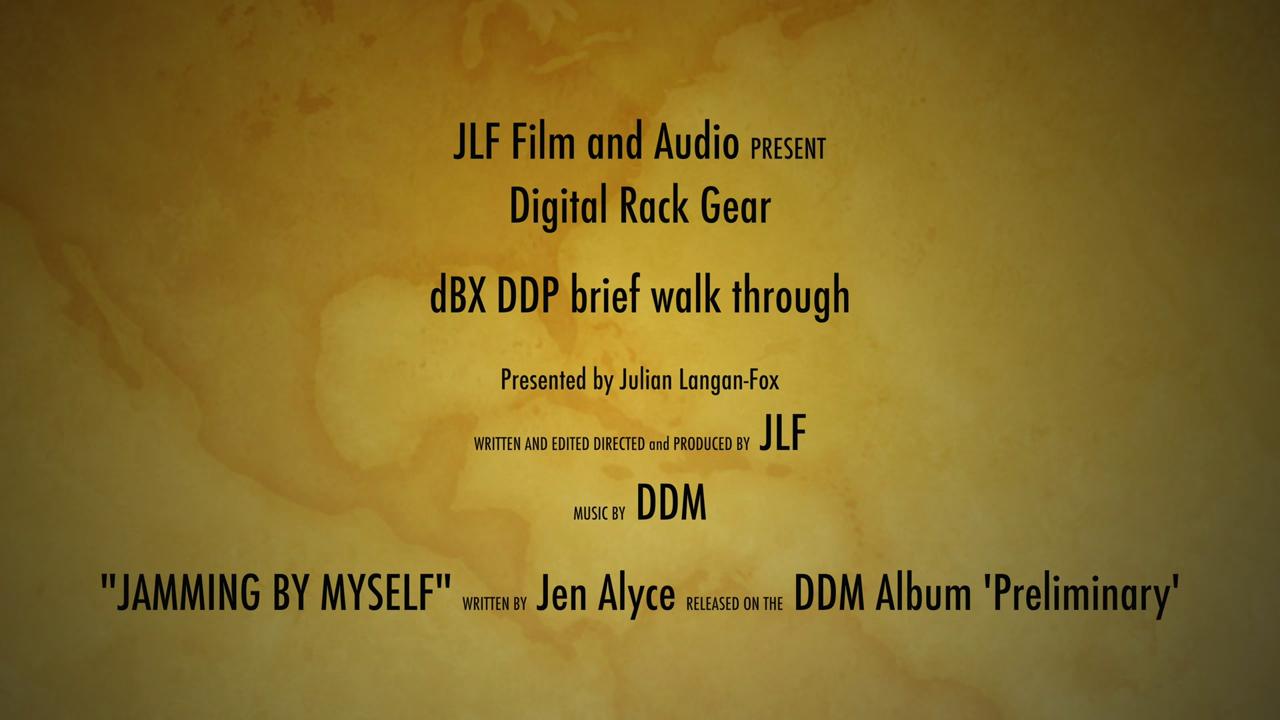 JLF Film and Audio PRESENT
Digital Rack Gear
dBX DDP brief walk through
Presented by Julian Langan-Fox
WRITTEN AND EDITED DIRECTED and PRODUCED BY JLF
MUSIC BY DDM
"JAMMING BY MYSELF" WRITTEN BY Jen Alyce RELEASED ON THE DDM Album 'Preliminary'